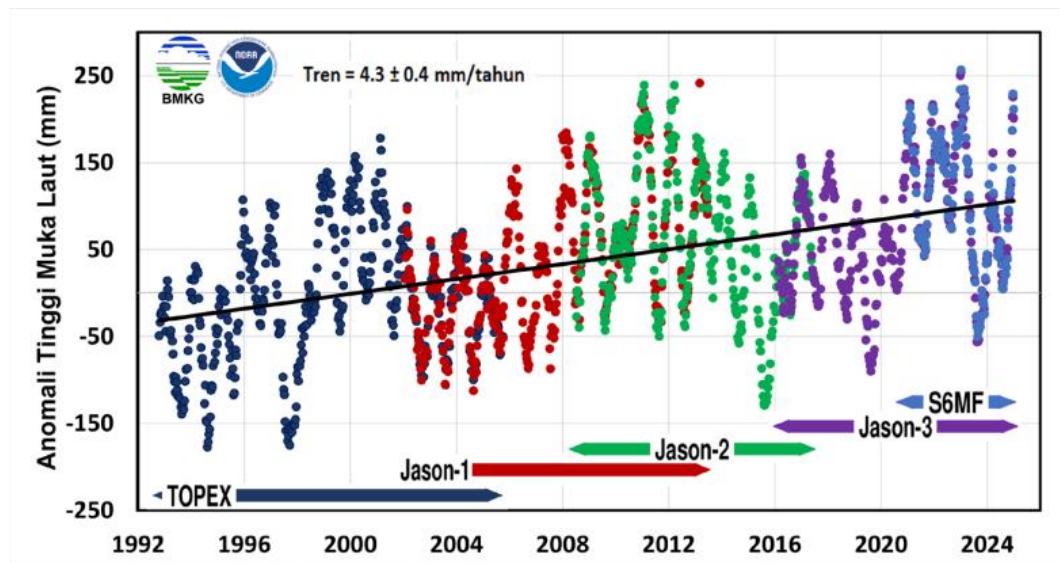 BMKG
NOAA
Tren = 4.3 ± 0.4 mm/tahun
Anomali Tinggi Muka Laut (mm)
250
150
50
-50
-150
-250
S6MF
Jason-3
Jason-2
Jason-1
TOPEX
1992 1996 2000 2004 2008 2012 2016 2020 2024